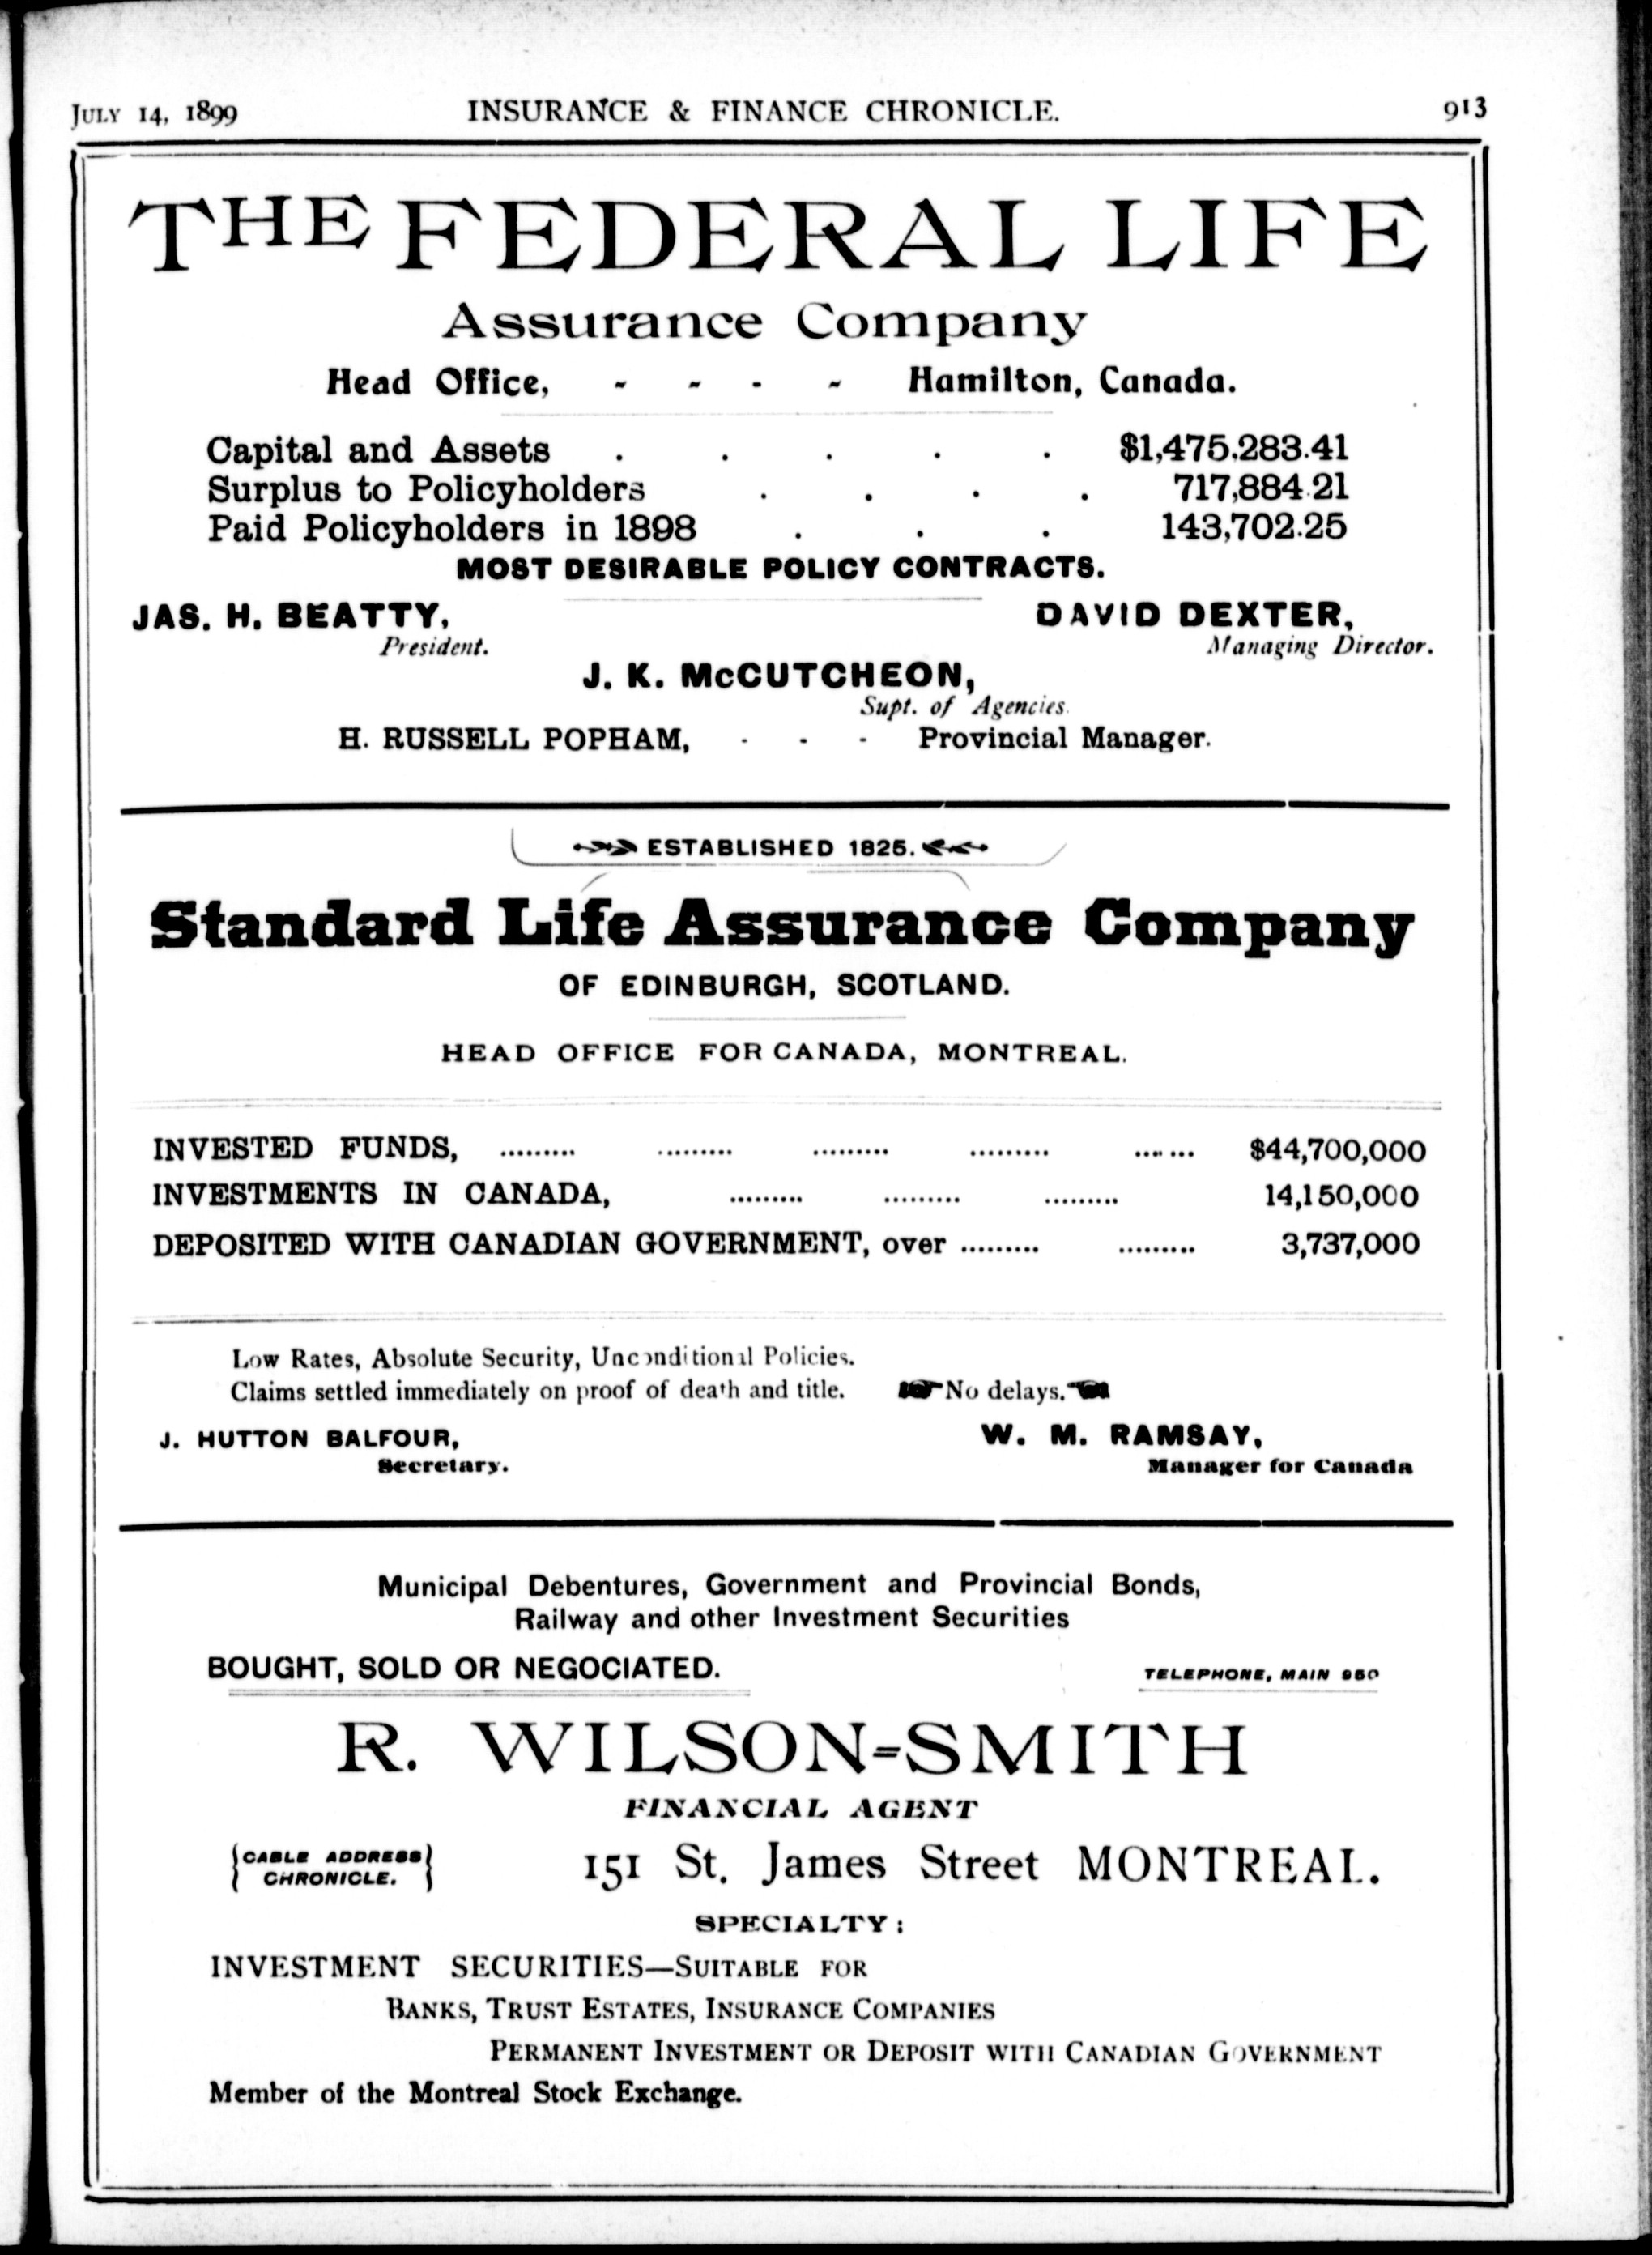 JULY 14, 1899 INSURANCE & FINANCE CHRONICLE. 913
THE FEDERAL LIFE
Assurance Company
Head Office, - - - - Hamilton, Canada.
Capital and Assets . . . . . $1,475,283.41
Surplus to Policyholders . . . . 717,884.21
Paid Policyholders in 1898 . . . 143,702.25
MOST DESIRABLE POLICY CONTRACTS.
JAS. H. BEATTY, DAVID DEXTER,
President. Managing Director.
J. K. McCUTCHEON,
Supt. of Agencies.
H. RUSSELL POPHAM, - - - Provincial Manager.
ESTABLISHED 1825.
Standard Life Assurance Company
OF EDINBURGH, SCOTLAND.
HEAD OFFICE FOR CANADA, MONTREAL.
INVESTED FUNDS, ......... ......... ......... ......... ....... $44,700,000
INVESTMENTS IN CANADA, ......... ......... ......... 14,150,000
DEPOSITED WITH CANADIAN GOVERNMENT, over ......... ......... 3,737,000
Low Rates, Absolute Security, Unconditional Policies.
Claims settled immediately on proof of death and title. ☛No delays.☚
J. HUTTON BALFOUR, W. M. RAMSAY,
Secretary. Manager for Canada
Municipal Debentures, Government and Provincial Bonds,
Railway and other Investment Securities
BOUGHT, SOLD OR NEGOCIATED. TELEPHONE, MAIN 950
R. WILSON-SMITH
FINANCIAL AGENT
CABLE ADDRESS
CHRONICLE.
151 St. James Street MONTREAL.
SPECIALTY:
INVESTMENT SECURITIES—SUITABLE FOR
BANKS, TRUST ESTATES, INSURANCE COMPANIES
PERMANENT INVESTMENT OR DEPOSIT WITH CANADIAN GOVERNMENT
Member of the Montreal Stock Exchange.